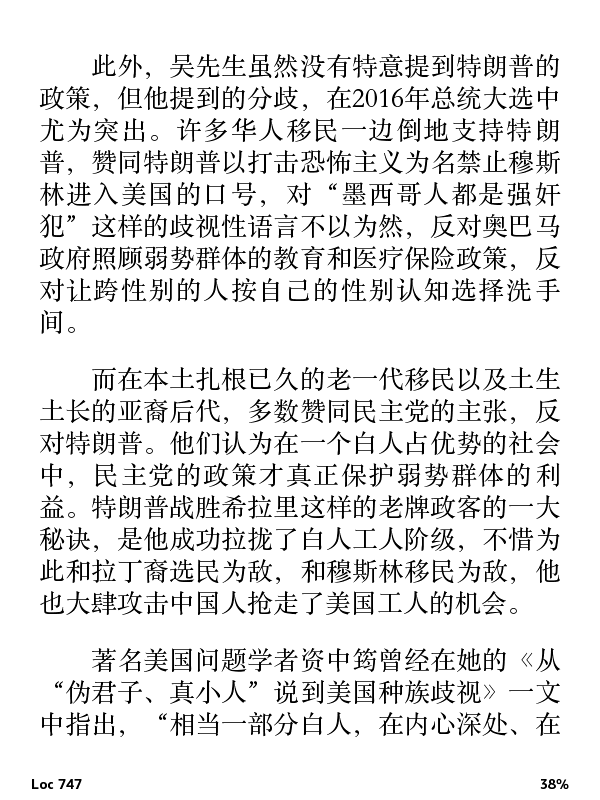 此外，吴先生虽然没有特意提到特朗普的
政策，但他提到的分歧，在2016年总统大选中
尤为突出。许多华人移民一边倒地支持特朗
普，赞同特朗普以打击恐怖主义为名禁止穆斯
林进入美国的口号，对“墨西哥人都是强奸
犯”这样的歧视性语言不以为然，反对奥巴马
政府照顾弱势群体的教育和医疗保险政策，反
对让跨性别的人按自己的性别认知选择洗手
间。
而在本土扎根已久的老一代移民以及土生
土长的亚裔后代，多数赞同民主党的主张，反
对特朗普。他们认为在一个白人占优势的社会
中，民主党的政策才真正保护弱势群体的利
益。特朗普战胜希拉里这样的老牌政客的一大
秘诀，是他成功拉拢了白人工人阶级，不惜为
此和拉丁裔选民为敌，和穆斯林移民为敌，他
也大肆攻击中国人抢走了美国工人的机会。
著名美国问题学者资中筠曾经在她的《从
“伪君子、真小人”说到美国种族歧视》一文
中指出，“相当一部分白人，在内心深处、在
Loc 747
38%